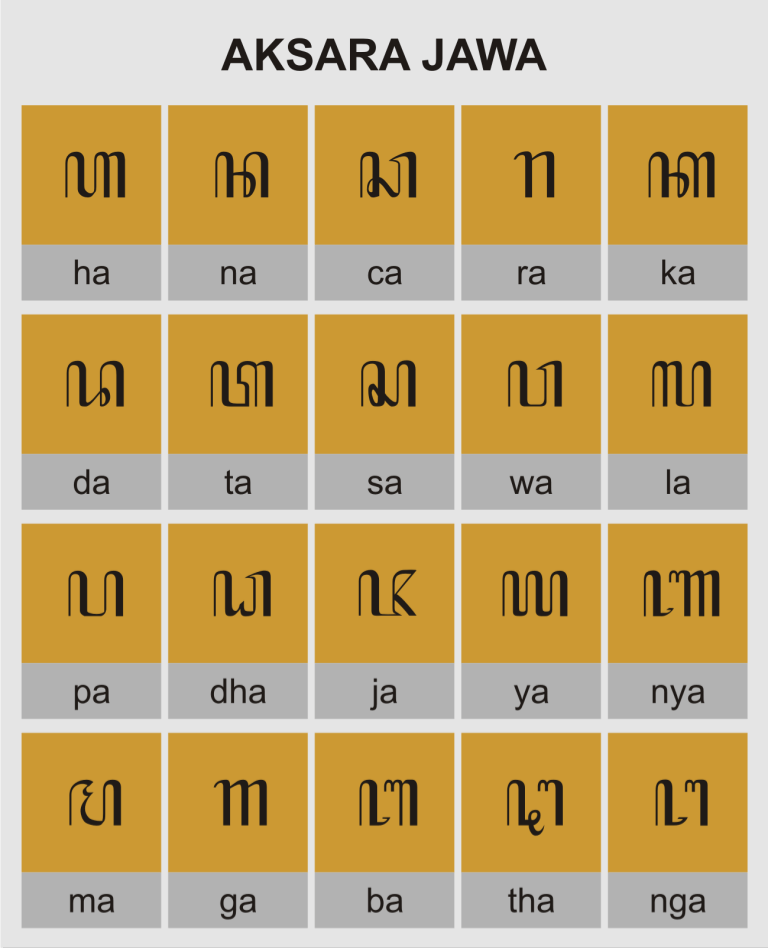 AKSARA JAWA
ꦲ ꦤ ꦕ ꦫ ꦏ
ha na ca ra ka
ꦢ ꦠ ꦱ ꦮ ꦭ
da ta sa wa la
ꦥ ꦝ ꦗ ꦪ ꦚ
pa dha ja ya nya
ꦩ ꦒ ꦧ ꦛ ꦔ
ma ga ba tha nga